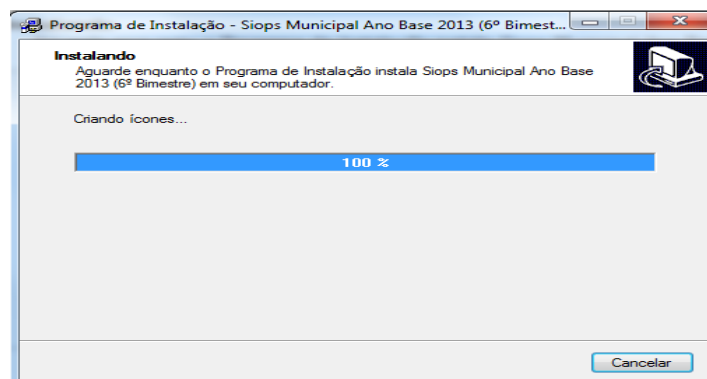 Programa de Instalação - Siops Municipal Ano Base 2013 (6º Bimest...
Instalando
Aguarde enquanto o Programa de Instalação instala Siops Municipal Ano Base
2013 (6º Bimestre) em seu computador.
Criando ícones...
100 %
Cancelar